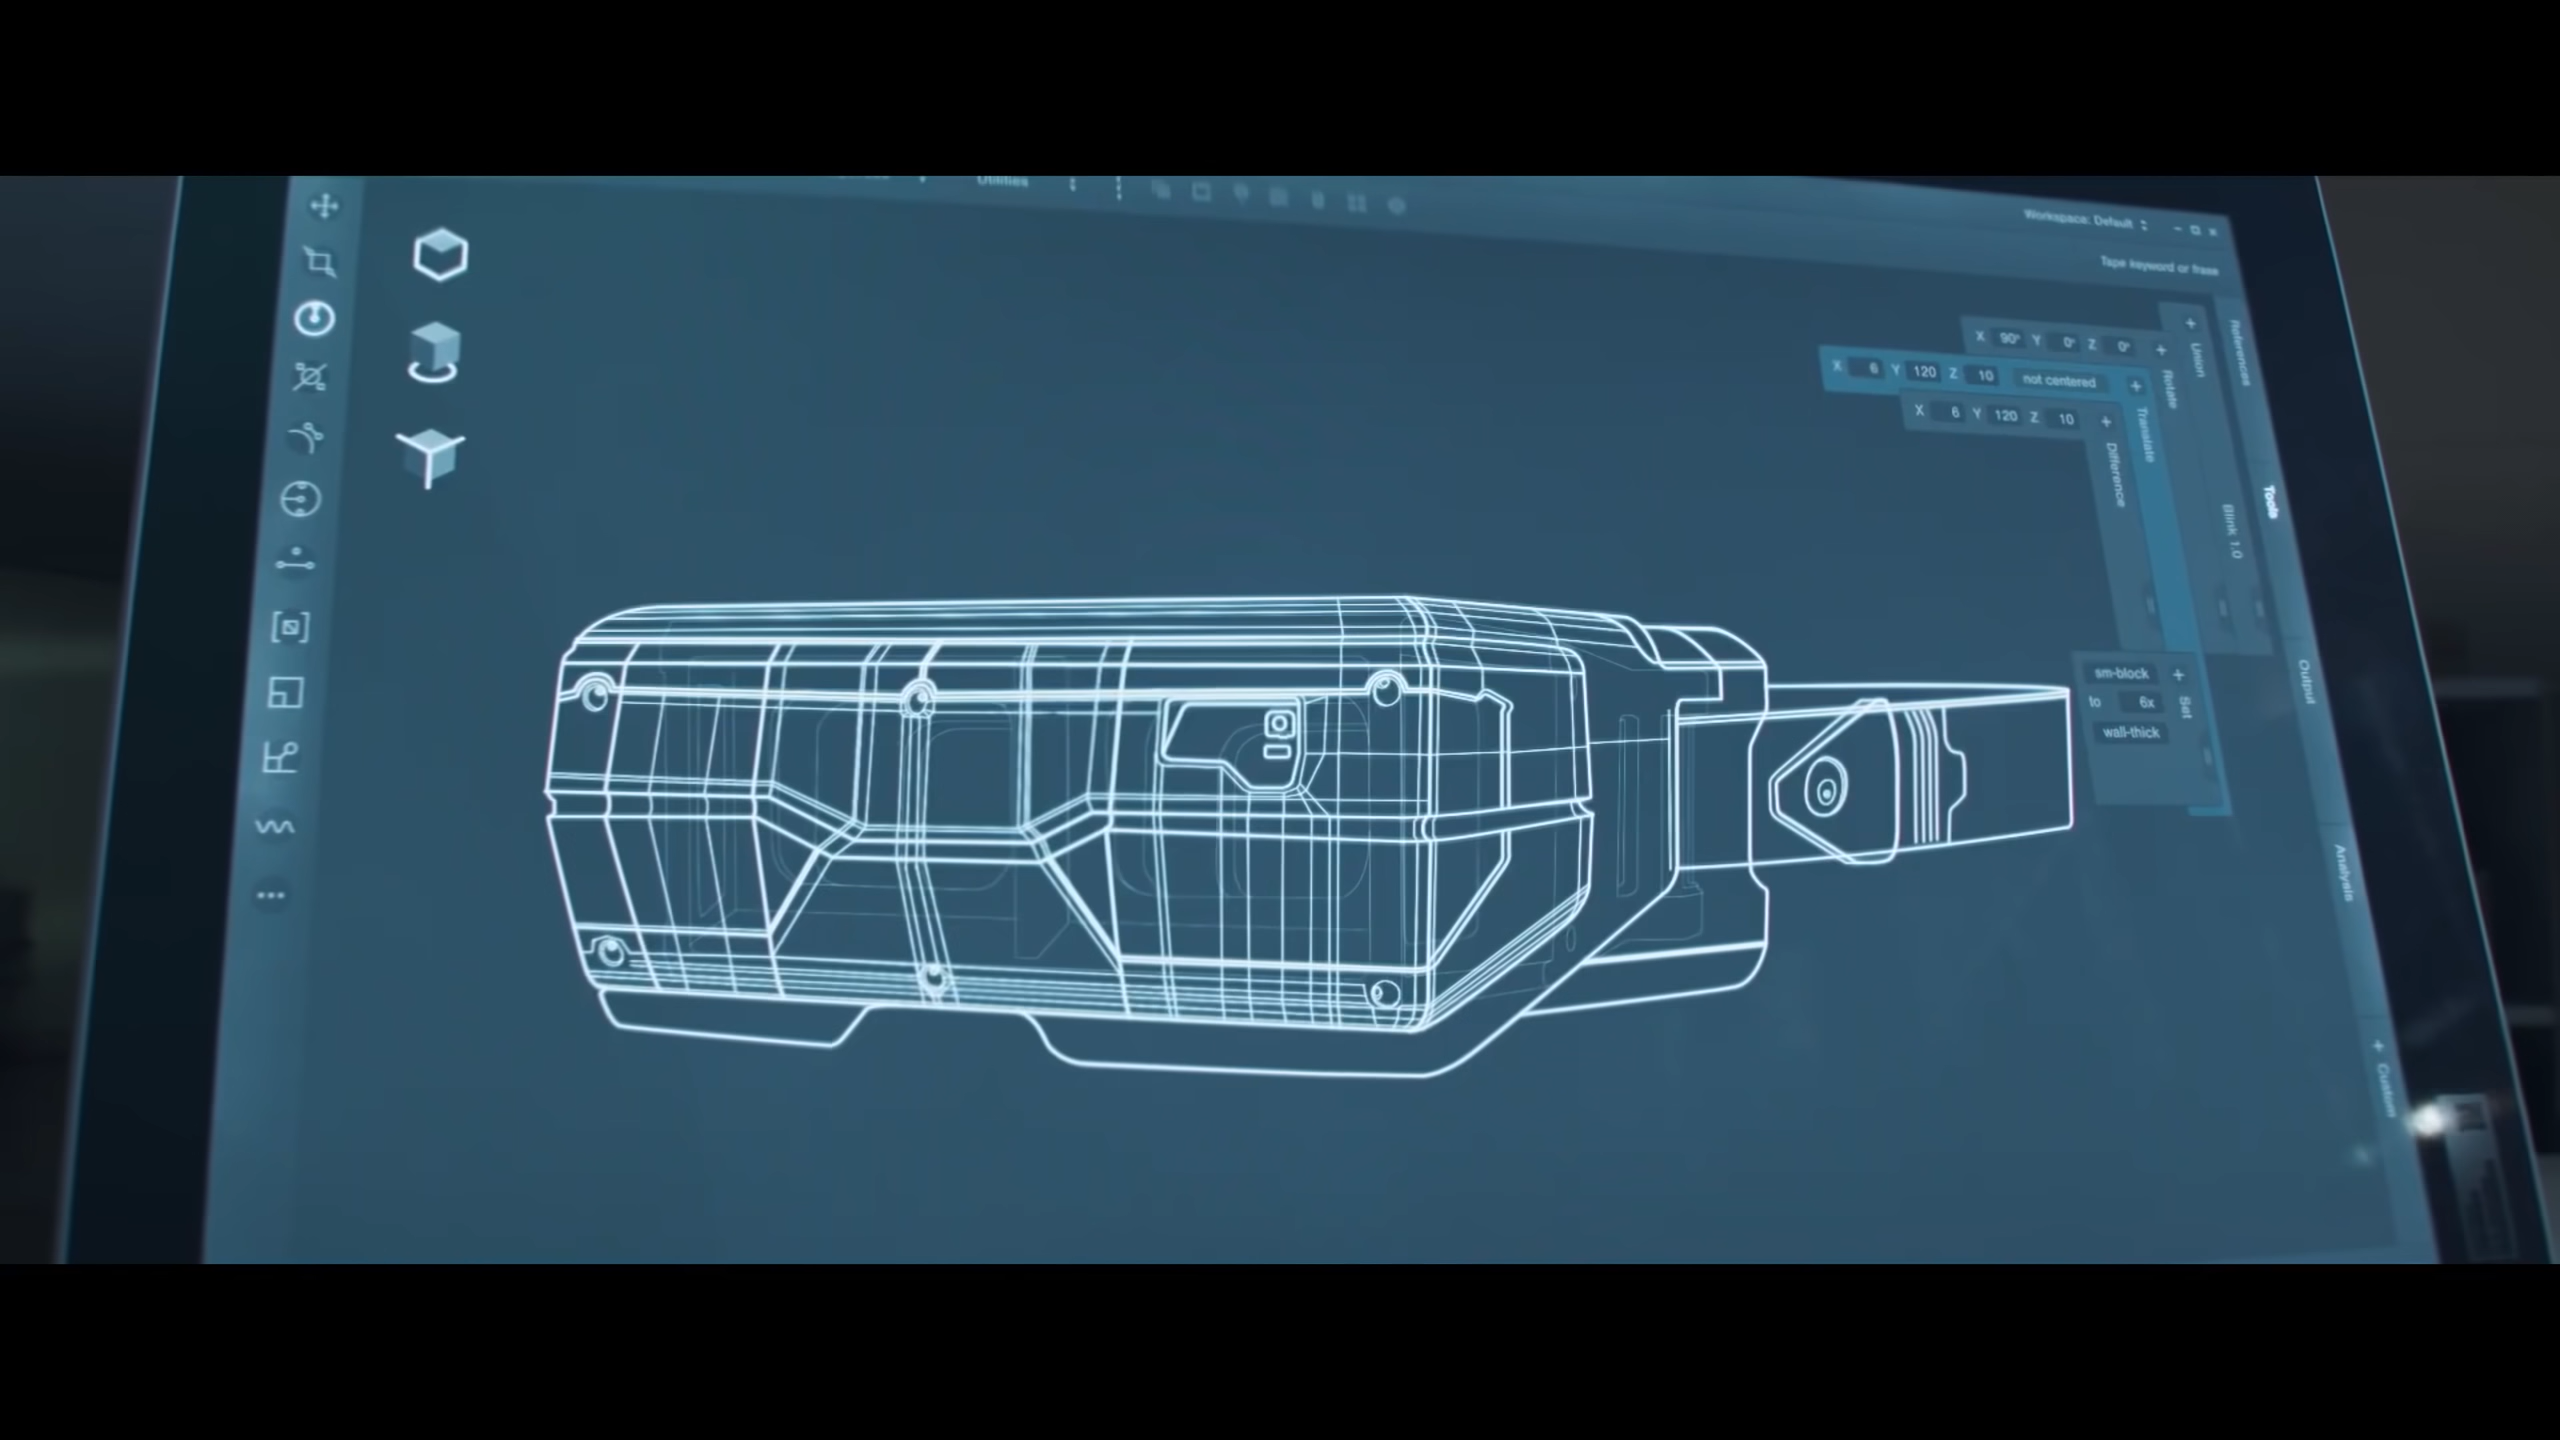 Utilities
Workspace: Default
Tape keyword or frase
References
Tools
Output
Analysis
+ Custom
Blink 1.0
+ Union
X 90° Y 0° Z 0° + Rotate
X 6 Y 120 Z 10 not centered + Translate
X 6 Y 120 Z 10 + Difference
sm-block + Set
to 6x
wall-thick